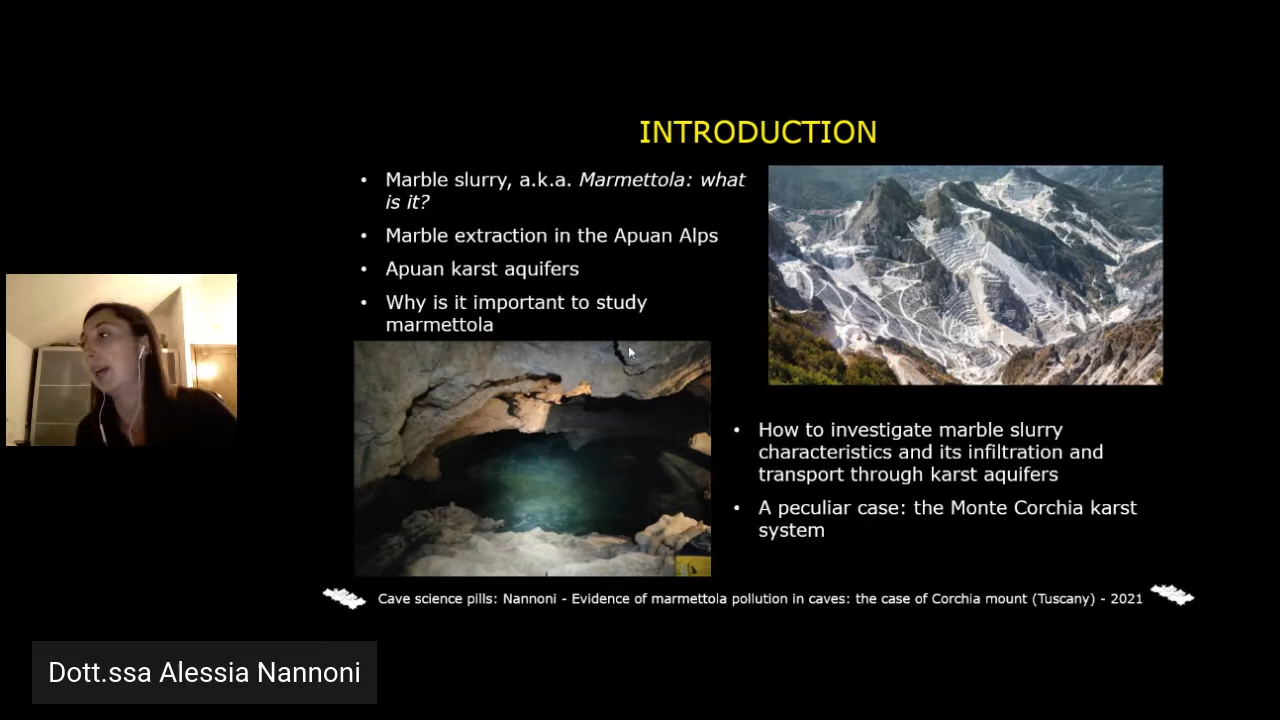 INTRODUCTION
• Marble slurry, a.k.a. Marmettola: what
is it?
• Marble extraction in the Apuan Alps
• Apuan karst aquifers
• Why is it important to study
marmettola
• How to investigate marble slurry
characteristics and its infiltration and
transport through karst aquifers
• A peculiar case: the Monte Corchia karst
system
Cave science pills: Nannoni - Evidence of marmettola pollution in caves: the case of Corchia mount (Tuscany) - 2021
Dott.ssa Alessia Nannoni